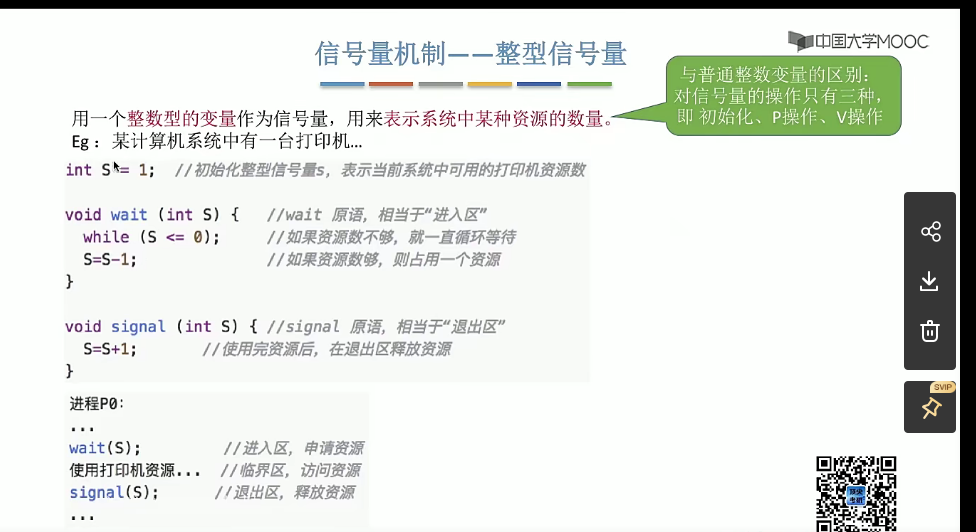 信号量机制——整型信号量
中国大学MOOC
与普通整数变量的区别：
对信号量的操作只有三种，
即 初始化、P操作、V操作
用一个整数型的变量作为信号量，用来表示系统中某种资源的数量。
Eg：某计算机系统中有一台打印机...
int S = 1; //初始化整型信号量s，表示当前系统中可用的打印机资源数
void wait (int S) { //wait 原语，相当于“进入区”
while (S <= 0); //如果资源数不够，就一直循环等待
S=S-1; //如果资源数够，则占用一个资源
}
void signal (int S) { //signal 原语，相当于“退出区”
S=S+1; //使用完资源后，在退出区释放资源
}
进程P0：
...
wait(S); //进入区，申请资源
使用打印机资源... //临界区，访问资源
signal(S); //退出区，释放资源
...
SVIP